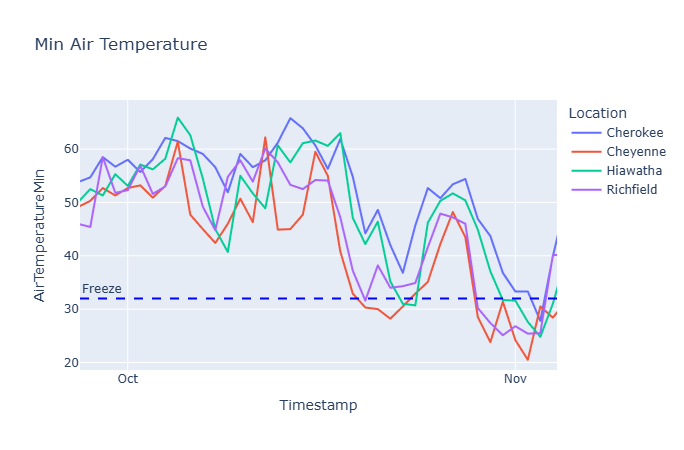 Min Air Temperature
Location
Cherokee
Cheyenne
Hiawatha
Richfield
AirTemperatureMin
60
50
40
30
20
Freeze
Oct
Nov
Timestamp